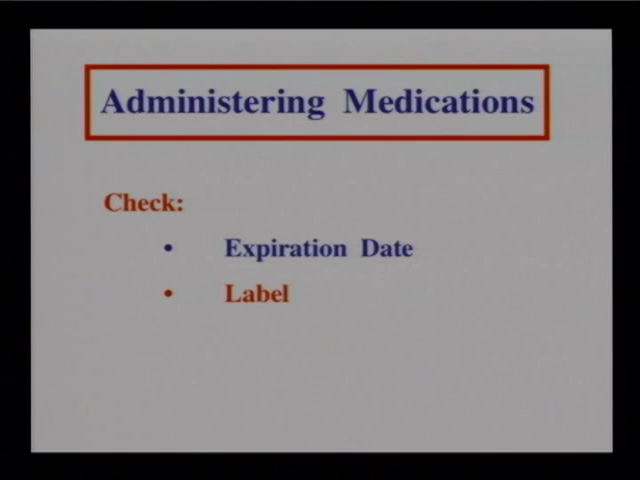 Administering Medications
Check:
• Expiration Date
• Label